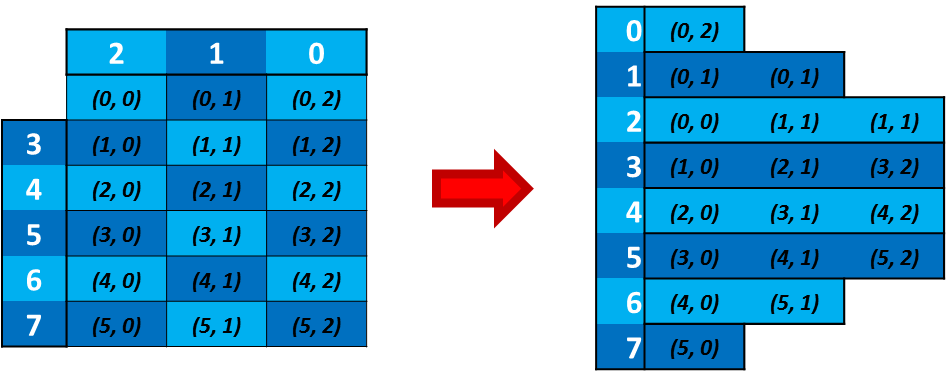 2 1 0
(0, 0) (0, 1) (0, 2)
3 (1, 0) (1, 1) (1, 2)
4 (2, 0) (2, 1) (2, 2)
5 (3, 0) (3, 1) (3, 2)
6 (4, 0) (4, 1) (4, 2)
7 (5, 0) (5, 1) (5, 2)
0 (0, 2)
1 (0, 1) (0, 1)
2 (0, 0) (1, 1) (1, 1)
3 (1, 0) (2, 1) (3, 2)
4 (2, 0) (3, 1) (4, 2)
5 (3, 0) (4, 1) (5, 2)
6 (4, 0) (5, 1)
7 (5, 0)